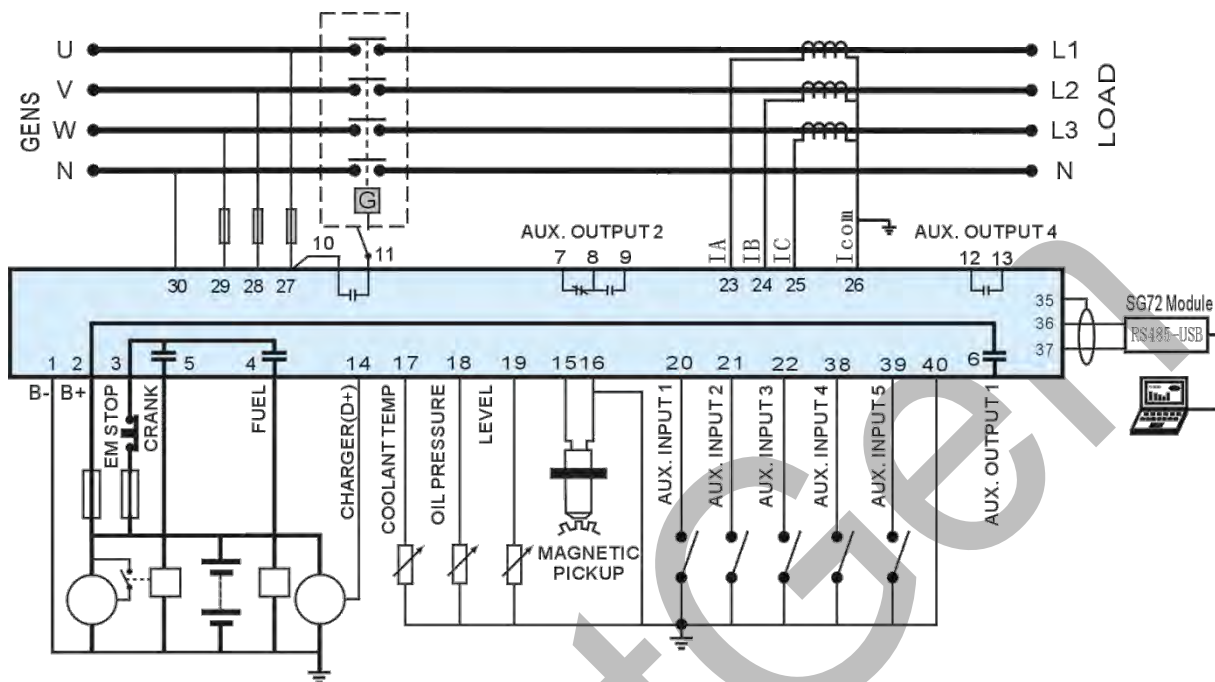 U
V
W
N
GENS
L1
L2
L3
N
LOAD
G
10
11
AUX. OUTPUT 2
7 8 9
IA
IB
IC
Icom
AUX. OUTPUT 4
12 13
30 29 28 27
23 24 25 26
35
36
37
SG72 Module
RS485-USB
1 2 3 5 4 14 17 18 19 15 16 20 21 22 38 39 40 6
B-
B+
EM STOP
CRANK
FUEL
CHARGER(D+)
COOLANT TEMP
OIL PRESSURE
LEVEL
MAGNETIC
PICKUP
AUX. INPUT 1
AUX. INPUT 2
AUX. INPUT 3
AUX. INPUT 4
AUX. INPUT 5
AUX. OUTPUT 1
tGen